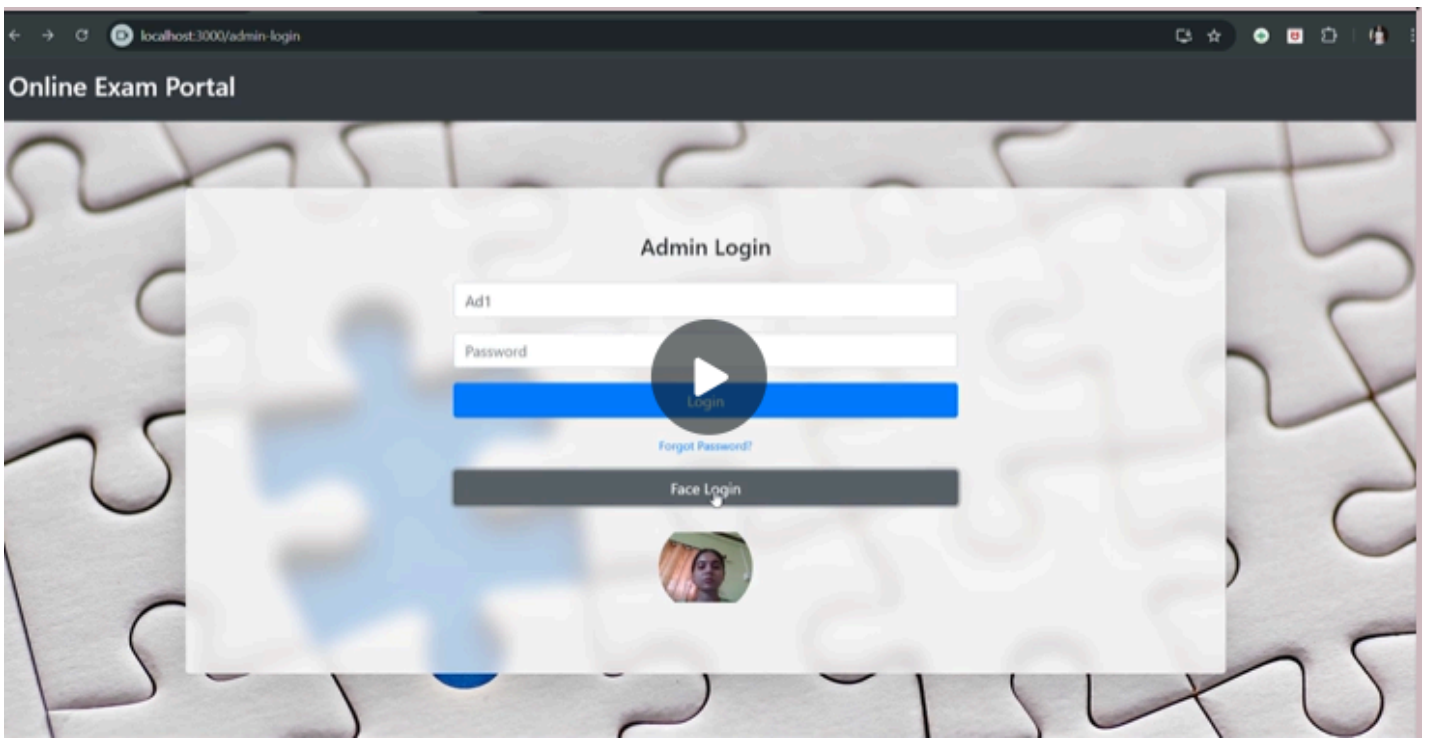 localhost:3000/admin-login
Online Exam Portal
Admin Login
Ad1
Password
Login
Forgot Password?
Face Login